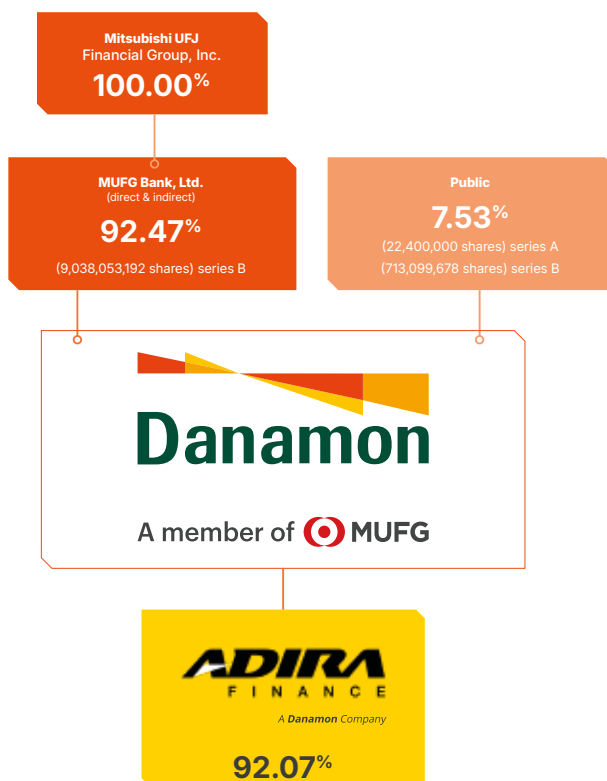 Mitsubishi UFJ
Financial Group, Inc.
100.00%
MUFG Bank, Ltd.
(direct & indirect)
92.47%
(9,038,053,192 shares) series B
Public
7.53%
(22,400,000 shares) series A
(713,099,678 shares) series B
Danamon
A member of MUFG
ADIRA
FINANCE
A Danamon Company
92.07%